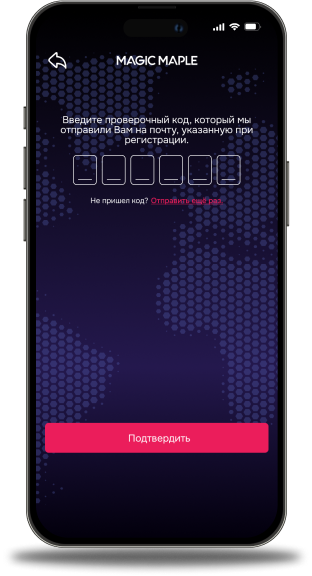 MAGIC MAPLE
Введите проверочный код, который мы
отправили Вам на почту, указанную при
регистрации.
Не пришел код? Отправить ещё раз
Подтвердить